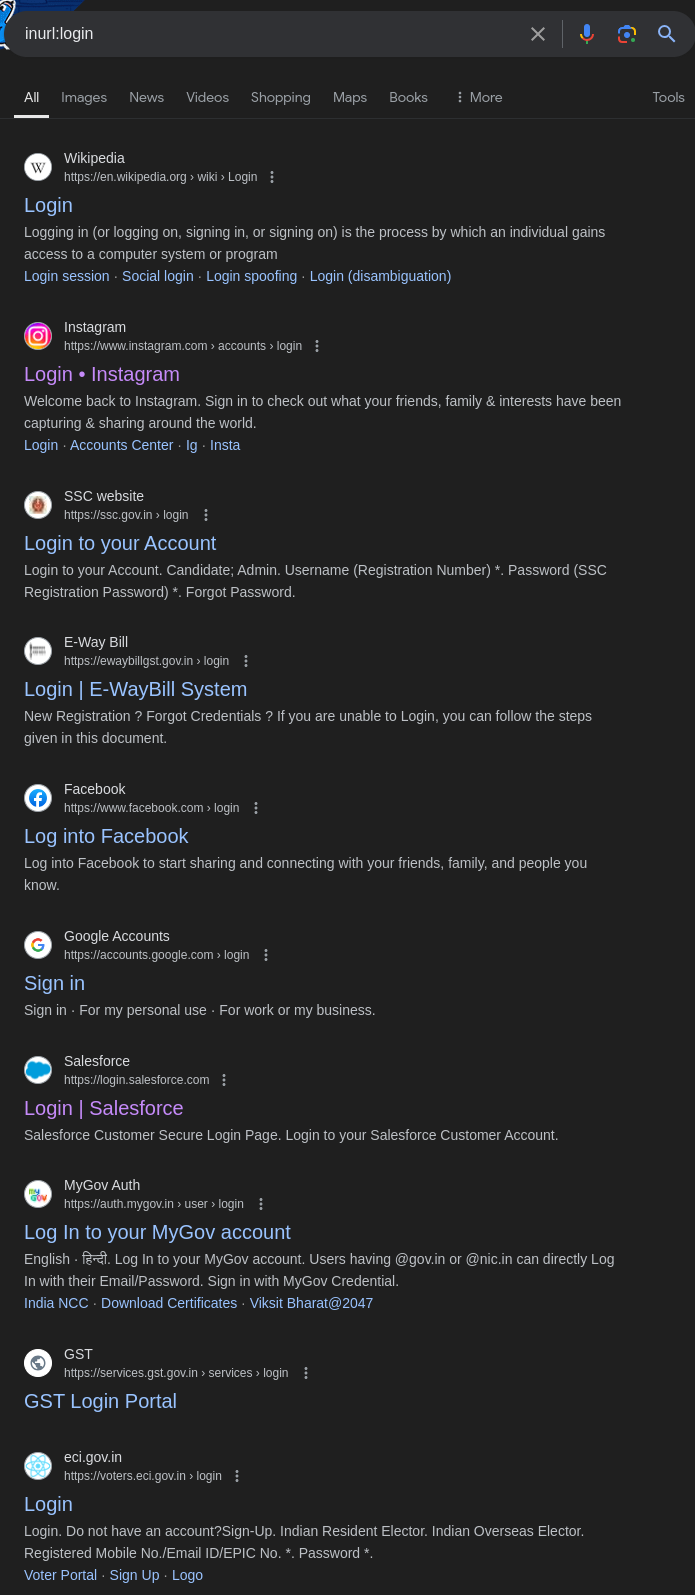 inurl:login
All Images News Videos Shopping Maps Books More Tools
Wikipedia
https://en.wikipedia.org › wiki › Login
Login
Logging in (or logging on, signing in, or signing on) is the process by which an individual gains
access to a computer system or program
Login session · Social login · Login spoofing · Login (disambiguation)
Instagram
https://www.instagram.com › accounts › login
Login • Instagram
Welcome back to Instagram. Sign in to check out what your friends, family & interests have been
capturing & sharing around the world.
Login · Accounts Center · Ig · Insta
SSC website
https://ssc.gov.in › login
Login to your Account
Login to your Account. Candidate; Admin. Username (Registration Number) *. Password (SSC
Registration Password) *. Forgot Password.
E-Way Bill
https://ewaybillgst.gov.in › login
Login | E-WayBill System
New Registration ? Forgot Credentials ? If you are unable to Login, you can follow the steps
given in this document.
Facebook
https://www.facebook.com › login
Log into Facebook
Log into Facebook to start sharing and connecting with your friends, family, and people you
know.
Google Accounts
https://accounts.google.com › login
Sign in
Sign in · For my personal use · For work or my business.
Salesforce
https://login.salesforce.com
Login | Salesforce
Salesforce Customer Secure Login Page. Login to your Salesforce Customer Account.
MyGov Auth
https://auth.mygov.in › user › login
Log In to your MyGov account
English · हिन्दी. Log In to your MyGov account. Users having @gov.in or @nic.in can directly Log
In with their Email/Password. Sign in with MyGov Credential.
India NCC · Download Certificates · Viksit Bharat@2047
GST
https://services.gst.gov.in › services › login
GST Login Portal
eci.gov.in
https://voters.eci.gov.in › login
Login
Login. Do not have an account?Sign-Up. Indian Resident Elector. Indian Overseas Elector.
Registered Mobile No./Email ID/EPIC No. *. Password *.
Voter Portal · Sign Up · Logo